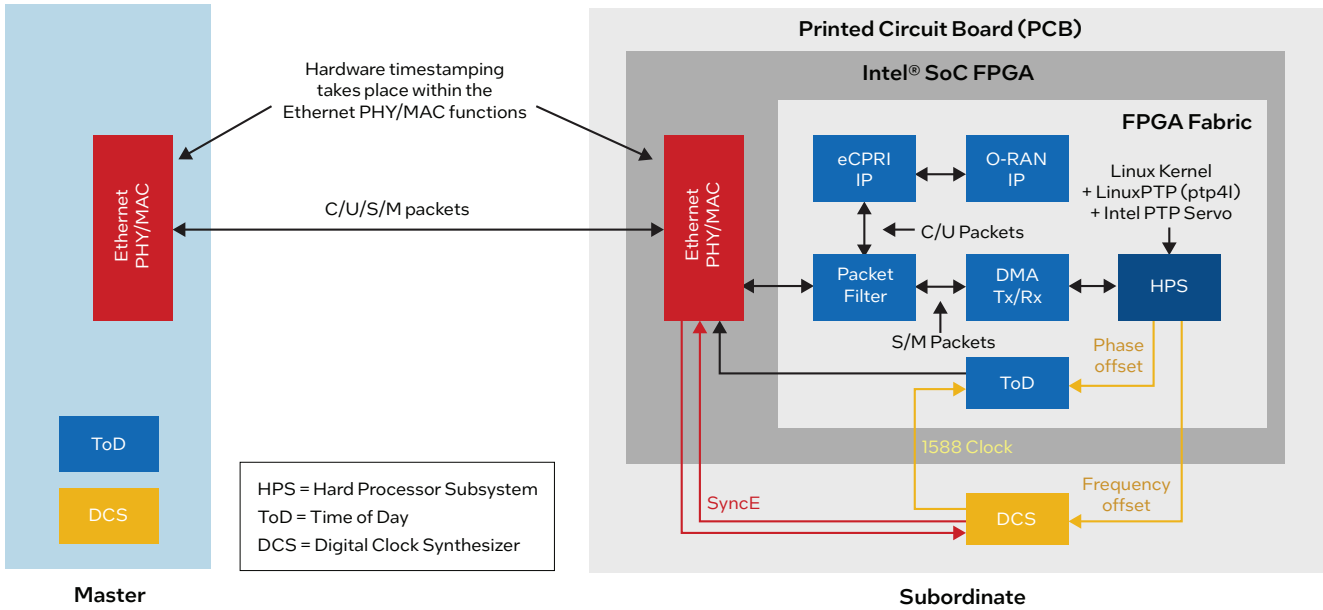 Printed Circuit Board (PCB)
Intel® SoC FPGA
FPGA Fabric
Hardware timestamping
takes place within the
Ethernet PHY/MAC functions
Ethernet
PHY/MAC
C/U/S/M packets
Ethernet
PHY/MAC
eCPRI
IP
O-RAN
IP
Linux Kernel
+ LinuxPTP (ptp4I)
+ Intel PTP Servo
C/U Packets
Packet
Filter
DMA
Tx/Rx
HPS
S/M Packets
Phase
offset
ToD
1588 Clock
ToD
DCS
HPS = Hard Processor Subsystem
ToD = Time of Day
DCS = Digital Clock Synthesizer
SyncE
DCS
Frequency
offset
Master
Subordinate